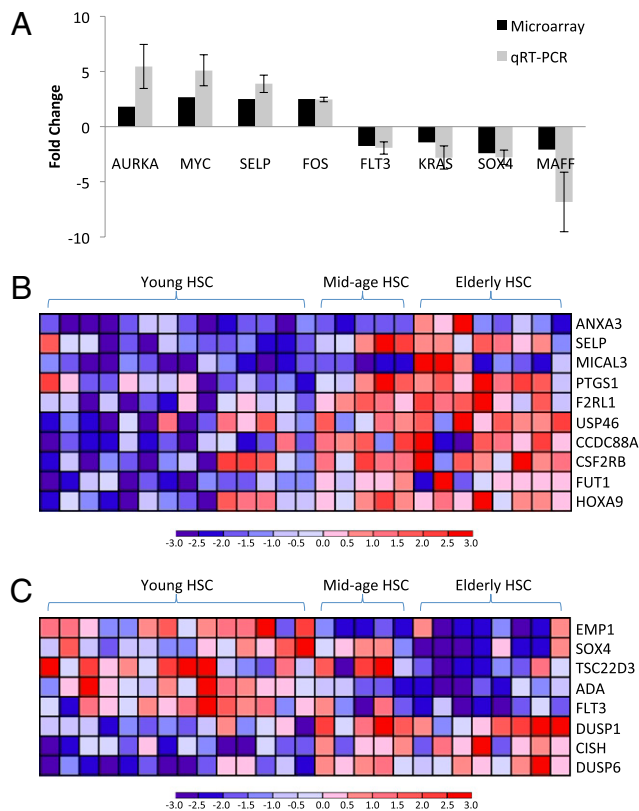 A
Fold Change
10
5
0
-5
-10
Microarray
qRT-PCR
AURKA MYC SELP FOS FLT3 KRAS SOX4 MAFF
B
Young HSC Mid-age HSC Elderly HSC
ANXA3
SELP
MICAL3
PTGS1
F2RL1
USP46
CCDC88A
CSF2RB
FUT1
HOXA9
-3.0 -2.5 -2.0 -1.5 -1.0 -0.5 0.0 0.5 1.0 1.5 2.0 2.5 3.0
C
Young HSC Mid-age HSC Elderly HSC
EMP1
SOX4
TSC22D3
ADA
FLT3
DUSP1
CISH
DUSP6
-3.0 -2.5 -2.0 -1.5 -1.0 -0.5 0.0 0.5 1.0 1.5 2.0 2.5 3.0